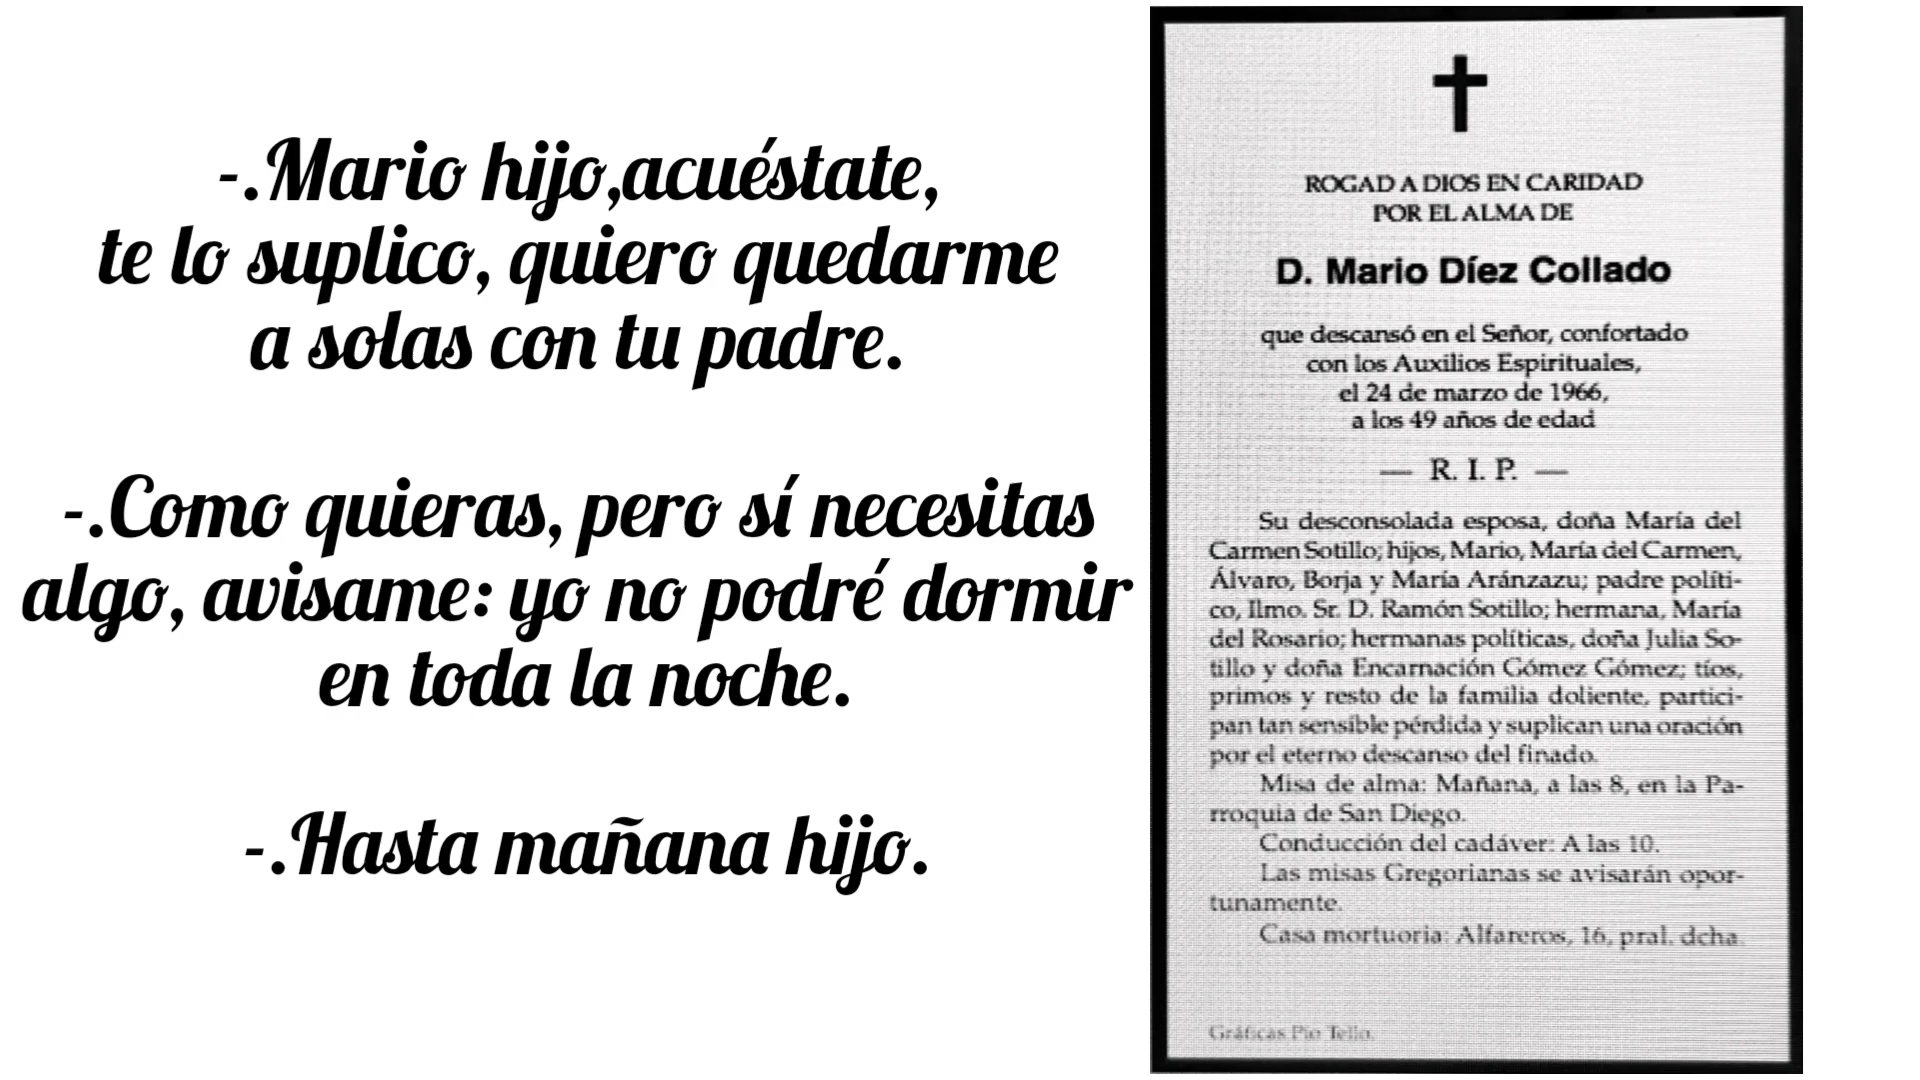 -.Mario hijo,acuéstate,
te lo suplico, quiero quedarme
a solas con tu padre.
-.Como quieras, pero sí necesitas
algo, avisame: yo no podré dormir
en toda la noche.
-.Hasta mañana hijo.
ROGAD A DIOS EN CARIDAD
POR EL ALMA DE
D. Mario Díez Collado
que descansó en el Señor, confortado
con los Auxilios Espirituales,
el 24 de marzo de 1966,
a los 49 años de edad
— R. I. P. —
Su desconsolada esposa, doña María del
Carmen Sotillo; hijos, Mario, María del Carmen,
Álvaro, Borja y María Aránzazu; padre políti-
co, Ilmo. Sr. D. Ramón Sotillo; hermana, María
del Rosario; hermanas políticas, doña Julia So-
tillo y doña Encarnación Gómez Gómez; tíos,
primos y resto de la familia doliente, partici-
pan tan sensible pérdida y suplican una oración
por el eterno descanso del finado.
Misa de alma: Mañana, a las 8, en la Pa-
rroquia de San Diego.
Conducción del cadáver: A las 10.
Las misas Gregorianas se avisarán opor-
tunamente.
Casa mortuoria: Alfareros, 16, pral. dcha.
Gráficas Pío Tello.